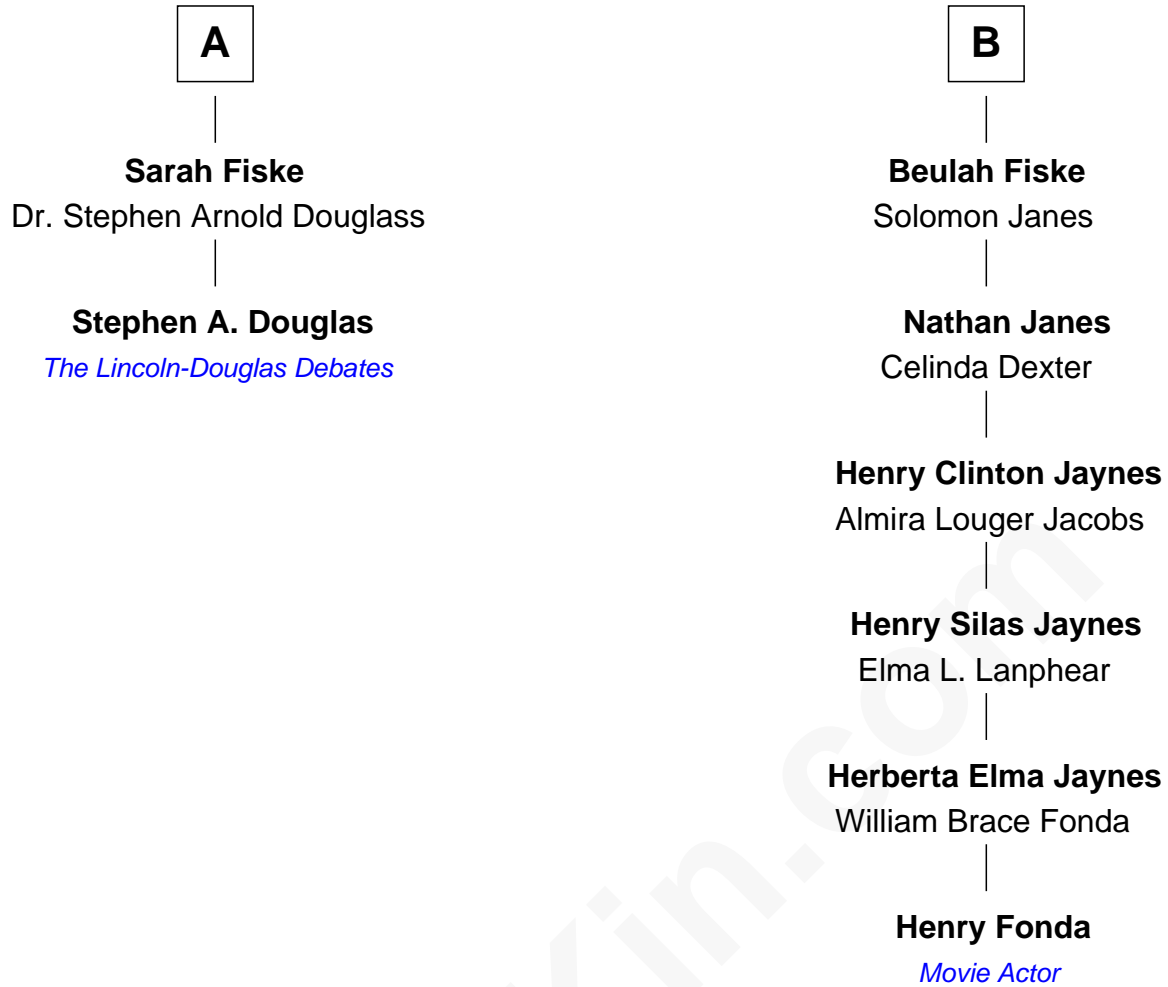 A
Sarah Fiske
Dr. Stephen Arnold Douglass
Stephen A. Douglas
The Lincoln-Douglas Debates
B
Beulah Fiske
Solomon Janes
Nathan Janes
Celinda Dexter
Henry Clinton Jaynes
Almira Louger Jacobs
Henry Silas Jaynes
Elma L. Lanphear
Herberta Elma Jaynes
William Brace Fonda
Henry Fonda
Movie Actor
Kin.com